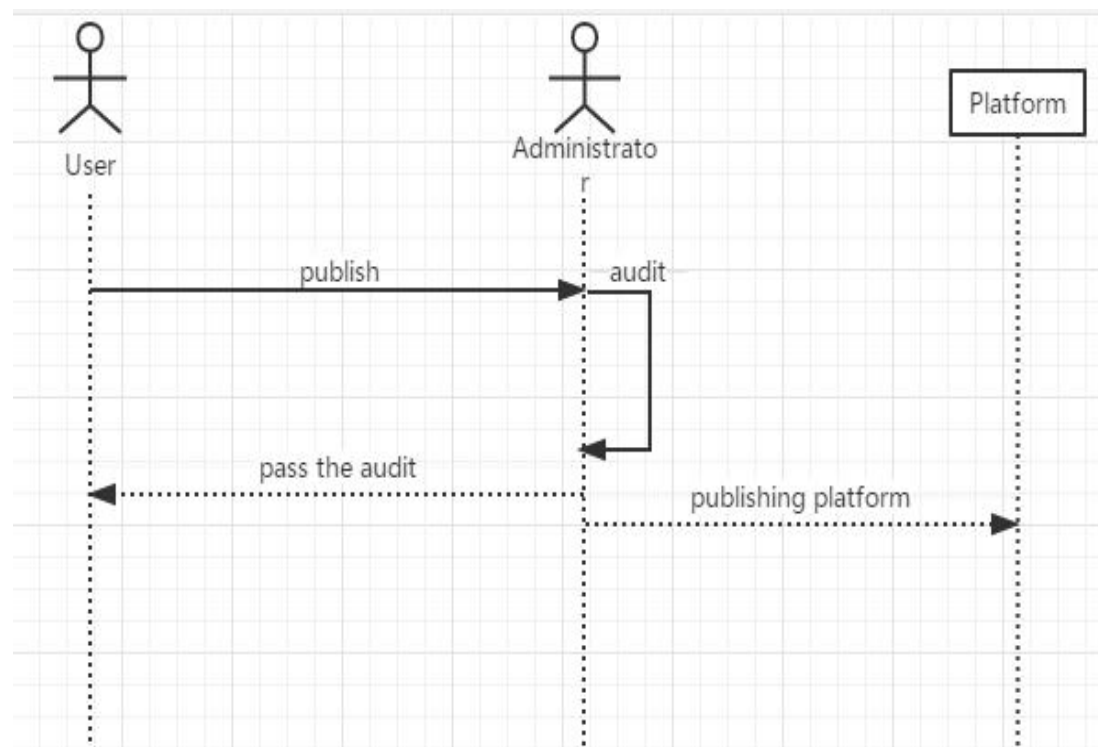 User
Administrato
r
Platform
publish
audit
pass the audit
publishing platform